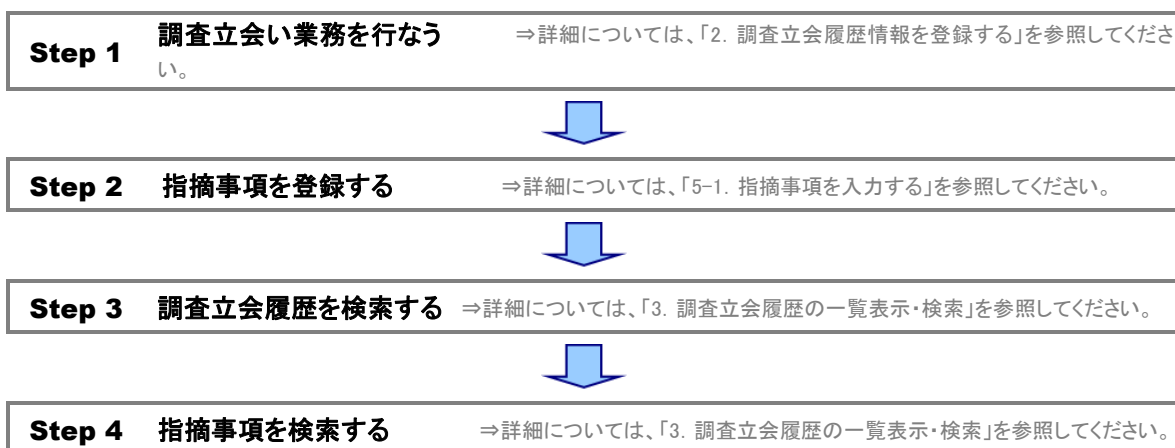 Step 1 調査立会い業務を行なう ⇒詳細については、「2．調査立会履歴情報を登録する」を参照してくださ
い。
Step 2 指摘事項を登録する ⇒詳細については、「5-1．指摘事項を入力する」を参照してください。
Step 3 調査立会履歴を検索する ⇒詳細については、「3．調査立会履歴の一覧表示・検索」を参照してください。
Step 4 指摘事項を検索する ⇒詳細については、「3．調査立会履歴の一覧表示・検索」を参照してください。